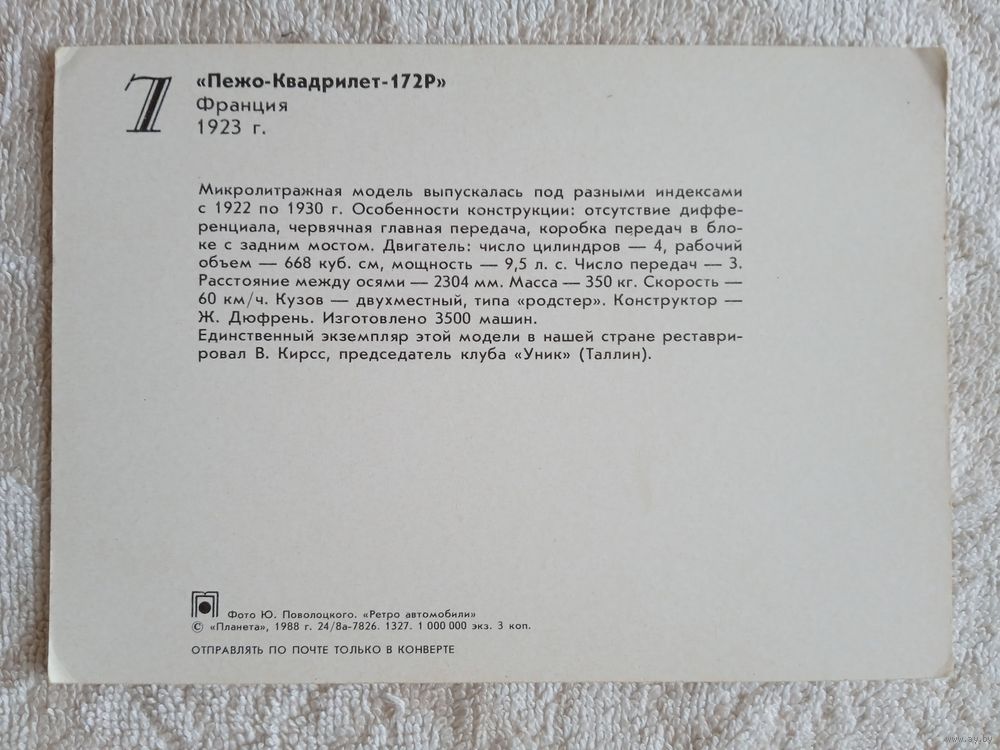 7
«Пежо-Квадрилет-172Р»
Франция
1923 г.
Микролитражная модель выпускалась под разными индексами
с 1922 по 1930 г. Особенности конструкции: отсутствие диффе-
ренциала, червячная главная передача, коробка передач в бло-
ке с задним мостом. Двигатель: число цилиндров — 4, рабочий
объем — 668 куб. см, мощность — 9,5 л. с. Число передач — 3.
Расстояние между осями — 2304 мм. Масса — 350 кг. Скорость —
60 км/ч. Кузов — двухместный, типа «родстер». Конструктор —
Ж. Дюфрень. Изготовлено 3500 машин.
Единственный экземпляр этой модели в нашей стране реставри-
ровал В. Кирсс, председатель клуба «Уник» (Таллин).
Фото Ю. Поволоцкого. «Ретро автомобили»
© «Планета», 1988 г. 24/8а-7826. 1327. 1 000 000 экз. 3 коп.
ОТПРАВЛЯТЬ ПО ПОЧТЕ ТОЛЬКО В КОНВЕРТЕ
www.ay.by